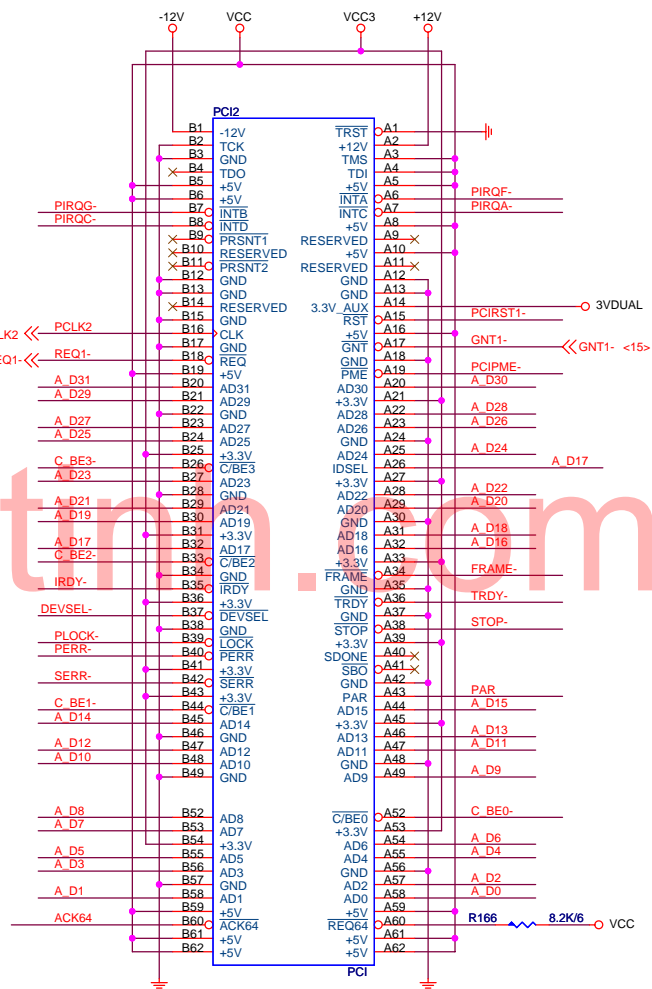 -12V VCC VCC3 +12V
PCI2
B1 -12V TRST A1
B2 TCK +12V A2
B3 GND TMS A3
B4 TDO TDI A4
B5 +5V +5V A5
PIRQG- B6 +5V INTA A6 PIRQF-
PIRQC- B7 INTB INTC A7 PIRQA-
B8 INTD +5V A8
B9 PRSNT1 RESERVED A9
B10 RESERVED +5V A10
B11 PRSNT2 RESERVED A11
B12 GND GND A12
B13 GND GND A13
B14 RESERVED 3.3V_AUX A14 3VDUAL
B15 GND RST A15 PCIRST1-
LK2 PCLK2 B16 CLK +5V A16
B17 GND GNT A17 GNT1- GNT1- <15>
EQ1- REQ1- B18 REQ GND A18
B19 +5V PME A19 PCIPME-
A_D31 B20 AD31 AD30 A20 A_D30
A_D29 B21 AD29 +3.3V A21
B22 GND AD28 A22 A_D28
A_D27 B23 AD27 AD26 A23 A_D26
A_D25 B24 AD25 GND A24
B25 +3.3V AD24 A25 A_D24
C_BE3- B26 C/BE3 IDSEL A26 A_D17
A_D23 B27 AD23 +3.3V A27
B28 GND AD22 A28 A_D22
A_D21 B29 AD21 AD20 A29 A_D20
A_D19 B30 AD19 GND A30
B31 +3.3V AD18 A31 A_D18
A_D17 B32 AD17 AD16 A32 A_D16
C_BE2- B33 C/BE2 +3.3V A33
B34 GND FRAME A34 FRAME-
IRDY- B35 IRDY GND A35
B36 +3.3V TRDY A36 TRDY-
DEVSEL- B37 DEVSEL GND A37
B38 GND STOP A38 STOP-
PLOCK- B39 LOCK +3.3V A39
PERR- B40 PERR SDONE A40
B41 +3.3V SBO A41
SERR- B42 SERR GND A42
B43 +3.3V PAR A43 PAR
C_BE1- B44 C/BE1 AD15 A44 A_D15
A_D14 B45 AD14 +3.3V A45
B46 GND AD13 A46 A_D13
A_D12 B47 AD12 AD11 A47 A_D11
A_D10 B48 AD10 GND A48
B49 GND AD9 A49 A_D9
A_D8 B52 AD8 C/BE0 A52 C_BE0-
A_D7 B53 AD7 +3.3V A53
B54 +3.3V AD6 A54 A_D6
A_D5 B55 AD5 AD4 A55 A_D4
A_D3 B56 AD3 GND A56
B57 GND AD2 A57 A_D2
A_D1 B58 AD1 AD0 A58 A_D0
B59 +5V +5V A59
ACK64 B60 ACK64 REQ64 A60 R166 8.2K/6 VCC
B61 +5V +5V A61
B62 +5V +5V A62
PCI
tinh.com